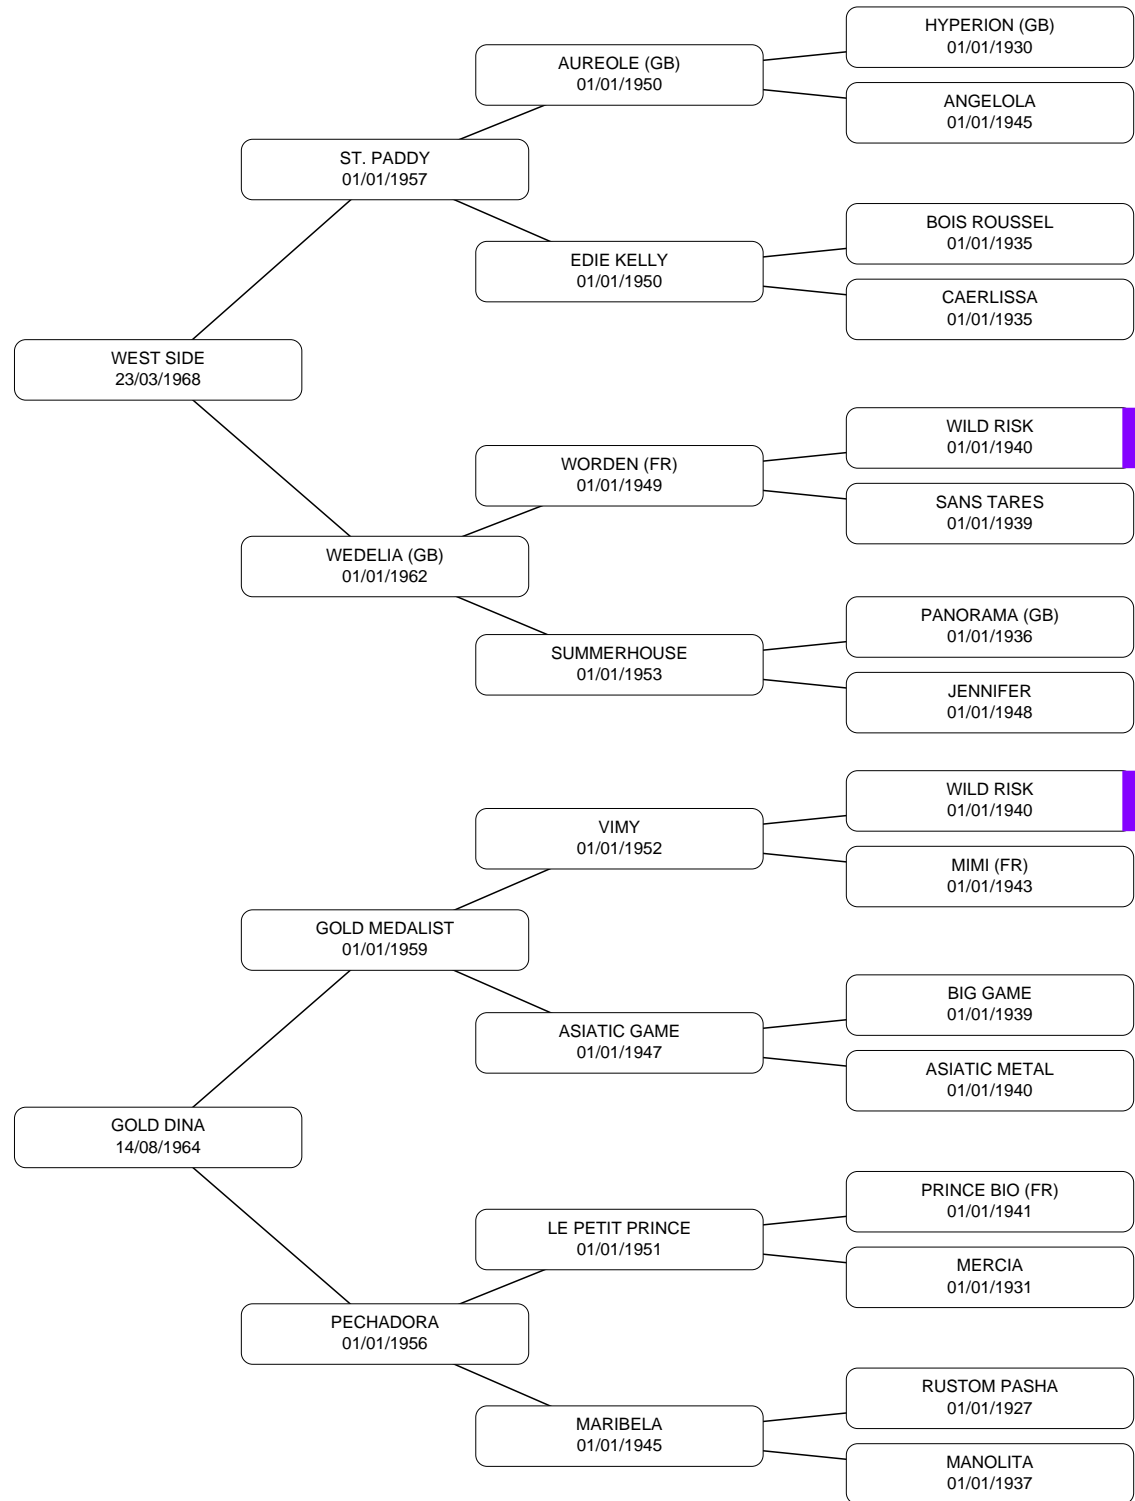 HYPERION (GB)
01/01/1930
AUREOLE (GB)
01/01/1950
ANGELOLA
01/01/1945
ST. PADDY
01/01/1957
BOIS ROUSSEL
01/01/1935
EDIE KELLY
01/01/1950
CAERLISSA
01/01/1935
WEST SIDE
23/03/1968
WILD RISK
01/01/1940
WORDEN (FR)
01/01/1949
SANS TARES
01/01/1939
WEDELIA (GB)
01/01/1962
PANORAMA (GB)
01/01/1936
SUMMERHOUSE
01/01/1953
JENNIFER
01/01/1948
WILD RISK
01/01/1940
VIMY
01/01/1952
MIMI (FR)
01/01/1943
GOLD MEDALIST
01/01/1959
BIG GAME
01/01/1939
ASIATIC GAME
01/01/1947
ASIATIC METAL
01/01/1940
GOLD DINA
14/08/1964
PRINCE BIO (FR)
01/01/1941
LE PETIT PRINCE
01/01/1951
MERCIA
01/01/1931
PECHADORA
01/01/1956
RUSTOM PASHA
01/01/1927
MARIBELA
01/01/1945
MANOLITA
01/01/1937